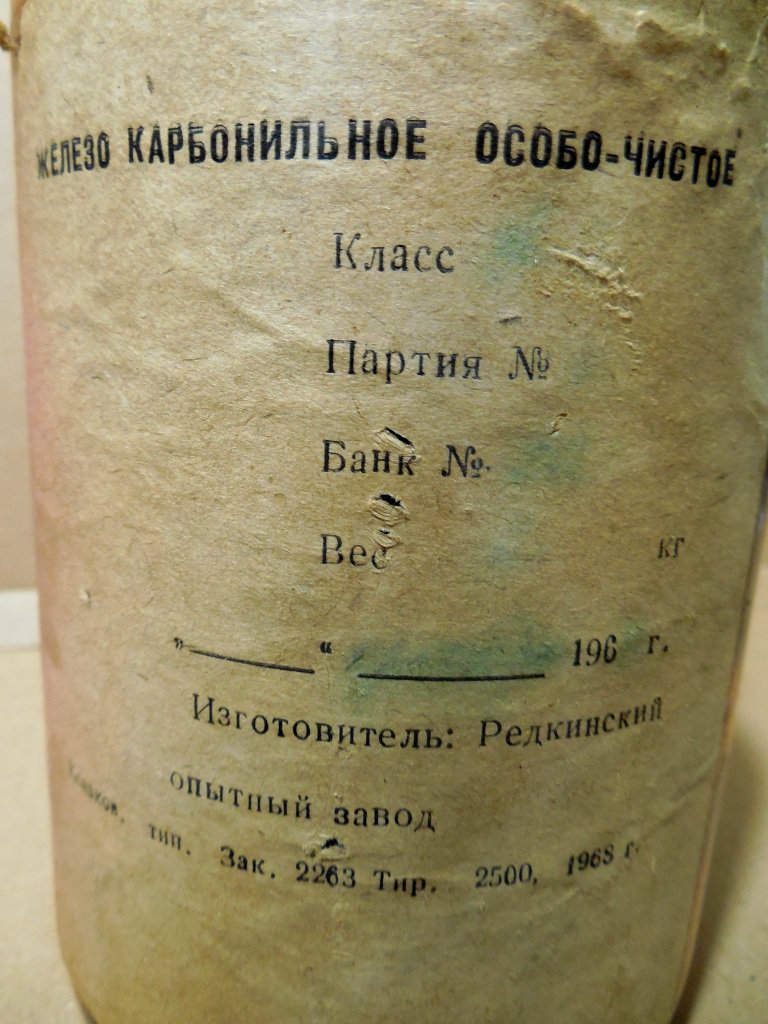 ЖЕЛЕЗО КАРБОНИЛЬНОЕ ОСОБО-ЧИСТОЕ
Класс
Партия №
Банк №
Вес кг
„ “ 196 г.
Изготовитель: Редкинский
опытный завод
тип. Зак. 2263 Тир. 2500, 1968 г.